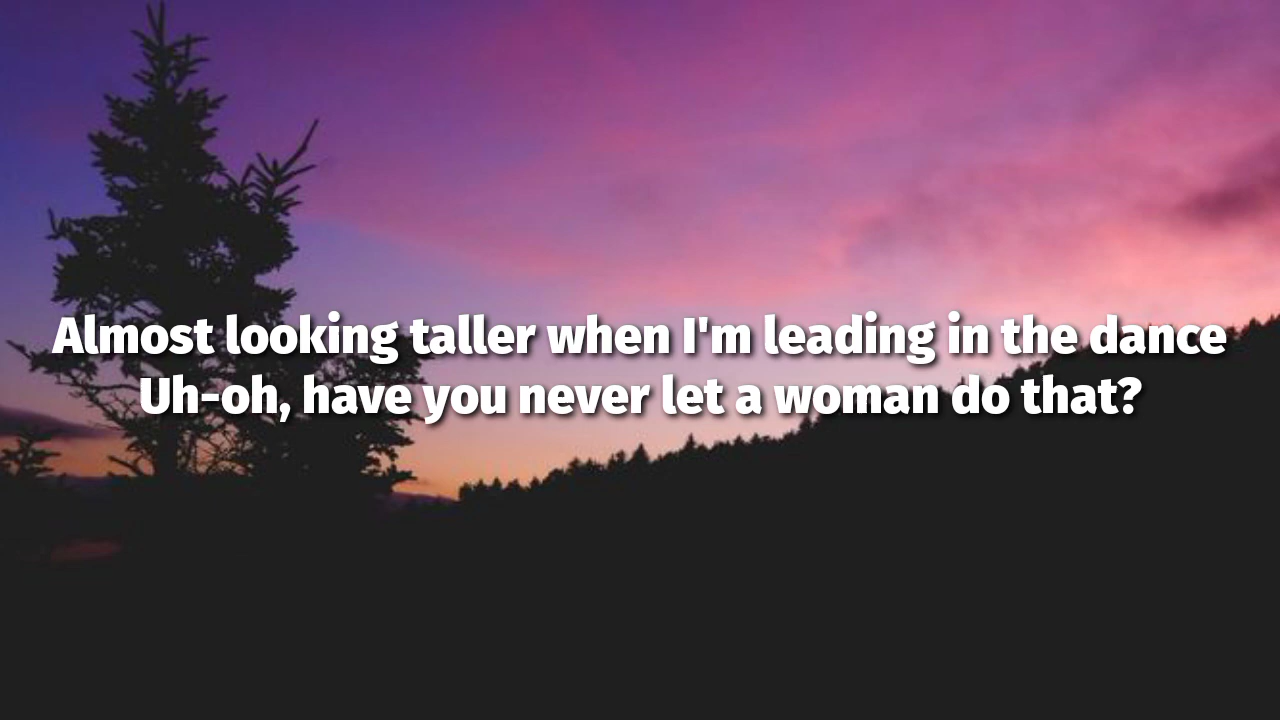 Almost looking taller when I'm leading in the dance
Uh-oh, have you never let a woman do that?